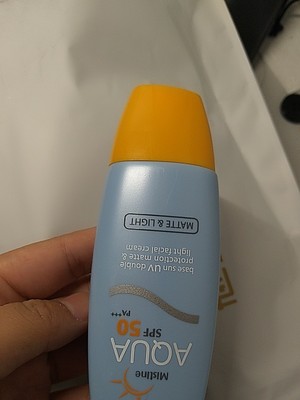 Mistine
AQUA
SPF 50
PA+++
base sun UV double
protection matte &
light facial cream
MATTE & LIGHT